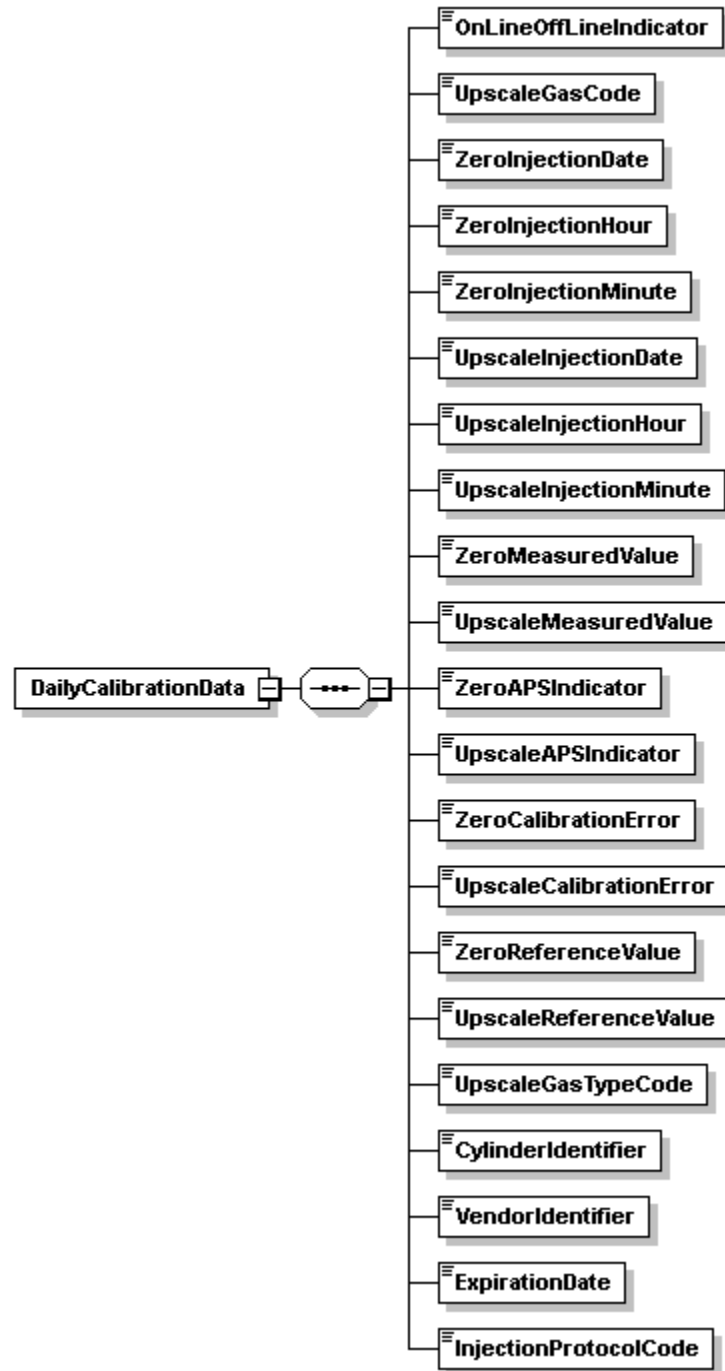 OnLineOffLineIndicator
UpscaleGasCode
ZeroInjectionDate
ZeroInjectionHour
ZeroInjectionMinute
UpscaleInjectionDate
UpscaleInjectionHour
UpscaleInjectionMinute
ZeroMeasuredValue
UpscaleMeasuredValue
DailyCalibrationData
ZeroAPSIndicator
UpscaleAPSIndicator
ZeroCalibrationError
UpscaleCalibrationError
ZeroReferenceValue
UpscaleReferenceValue
UpscaleGasTypeCode
CylinderIdentifier
VendorIdentifier
ExpirationDate
InjectionProtocolCode